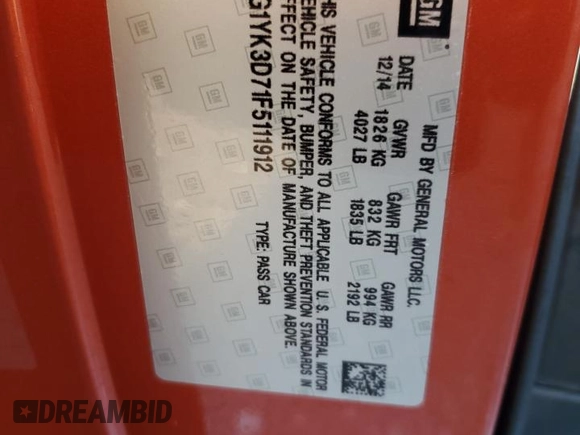 GM
MFD BY GENERAL MOTORS LLC.
DATE GVWR GAWR FRT GAWR RR
12/14 1826 KG 832 KG 994 KG
4027 LB 1835 LB 2192 LB
THIS VEHICLE CONFORMS TO ALL APPLICABLE U. S. FEDERAL MOTOR
VEHICLE SAFETY, BUMPER, AND THEFT PREVENTION STANDARDS IN
EFFECT ON THE DATE OF MANUFACTURE SHOWN ABOVE.
G1YK3D71F5111912 TYPE: PASS CAR
DREAMBID